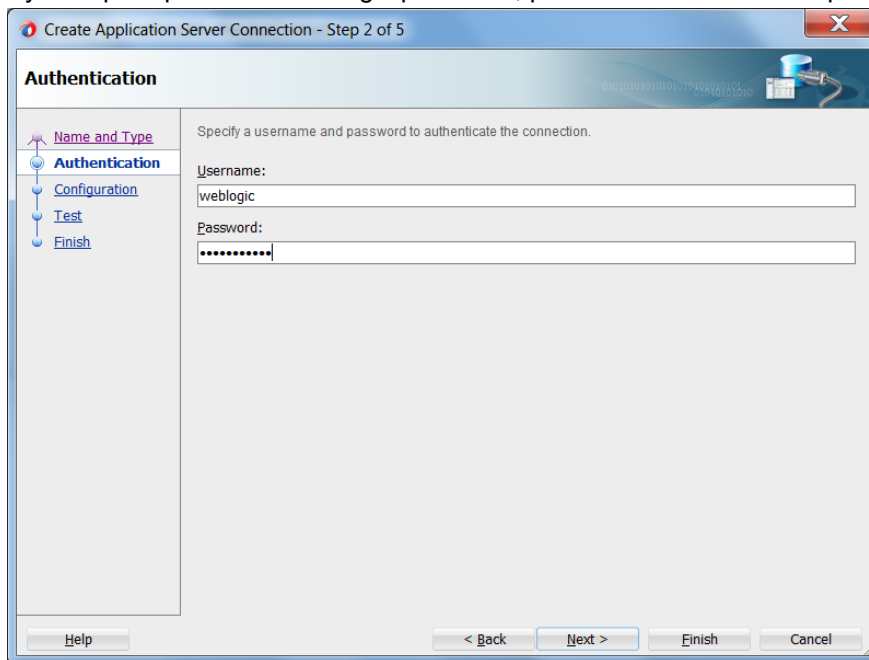 Create Application Server Connection - Step 2 of 5
Authentication
Name and Type
Authentication
Configuration
Test
Finish
Specify a username and password to authenticate the connection.
Username:
weblogic
Password:
•••••••••••
Help
< Back
Next >
Finish
Cancel